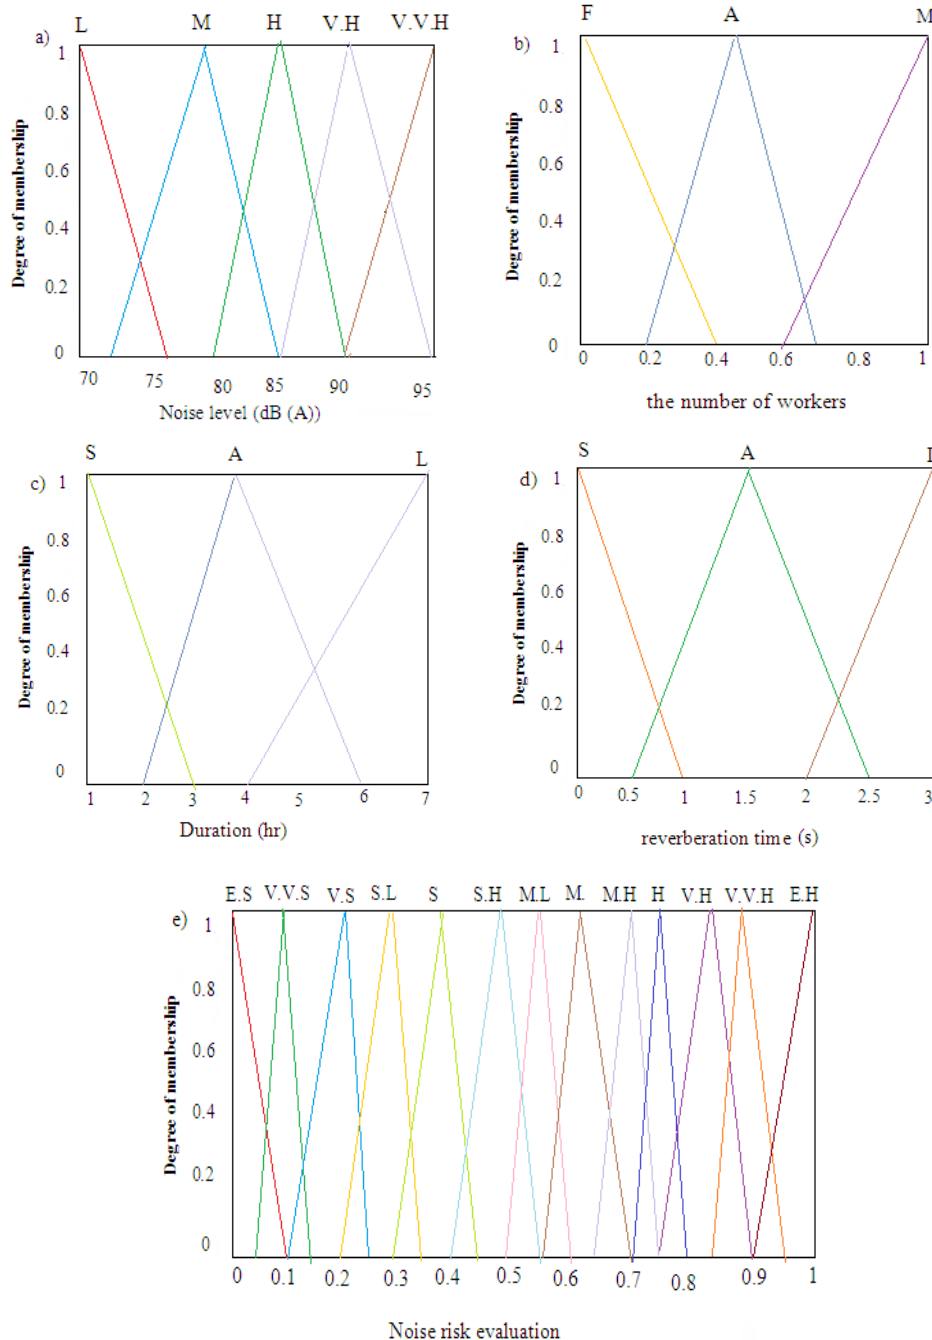 L M H V.H V.V.H
a)
1
0.8
0.6
0.4
0.2
0
Degree of membership
70 75 80 85 90 95
Noise level (dB (A))
F A M
b)
1
0.8
0.6
0.4
0.2
0
Degree of membership
0 0.2 0.4 0.6 0.8 1
the number of workers
S A L
c)
1
0.8
0.6
0.4
0.2
0
Degree of membership
1 2 3 4 5 6 7
Duration (hr)
S A
d)
1
0.8
0.6
0.4
0.2
0
Degree of membership
0 0.5 1 1.5 2 2.5 3
reverberation time (s)
E.S V.V.S V.S S.L S S.H M.L M. M.H H V.H V.V.H E.H
e)
1
0.8
0.6
0.4
0.2
0
Degree of membership
0 0.1 0.2 0.3 0.4 0.5 0.6 0.7 0.8 0.9 1
Noise risk evaluation